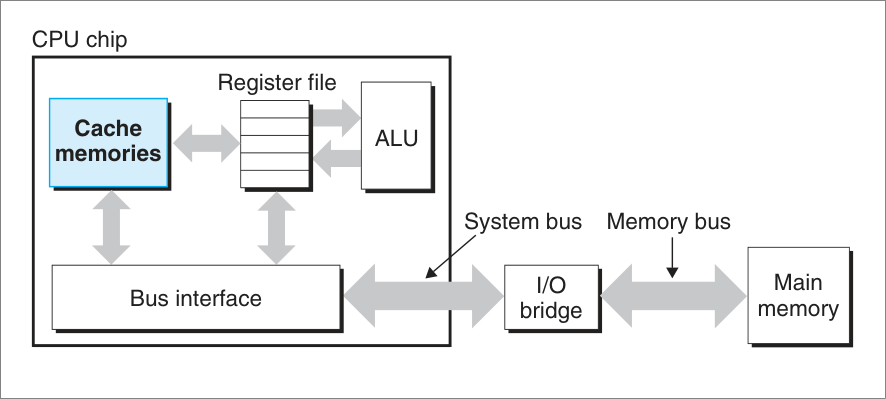 CPU chip
Register file
Cache
memories
ALU
System bus
Memory bus
Bus interface
I/O
bridge
Main
memory